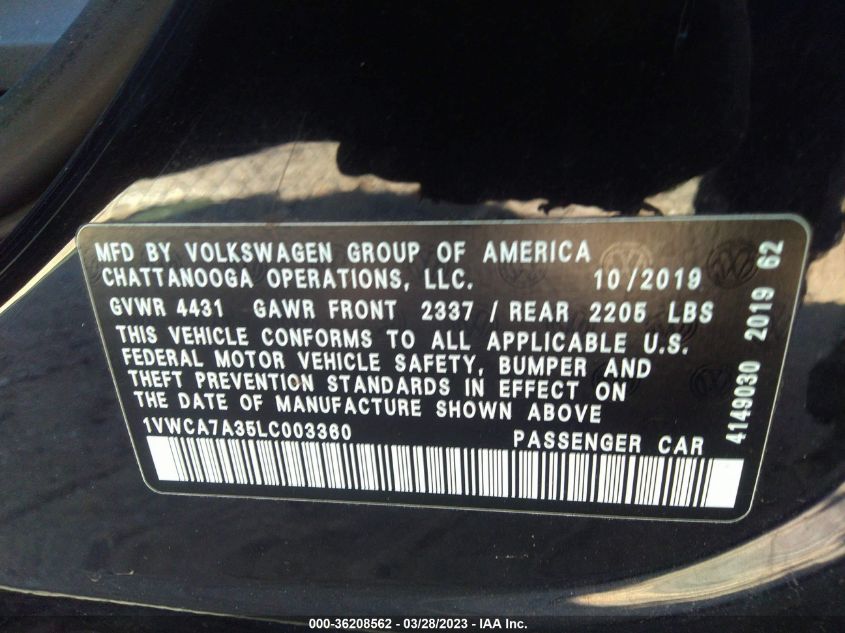 MFD BY VOLKSWAGEN GROUP OF AMERICA
CHATTANOOGA OPERATIONS, LLC. 10/2019
GVWR 4431 GAWR FRONT 2337 / REAR 2205 LBS
THIS VEHICLE CONFORMS TO ALL APPLICABLE U.S.
FEDERAL MOTOR VEHICLE SAFETY, BUMPER AND
THEFT PREVENTION STANDARDS IN EFFECT ON
THE DATE OF MANUFACTURE SHOWN ABOVE
1VWCA7A35LC003360 PASSENGER CAR
4149030 2019 62
000-36208562 / 03/28/2023 - IAA Inc.